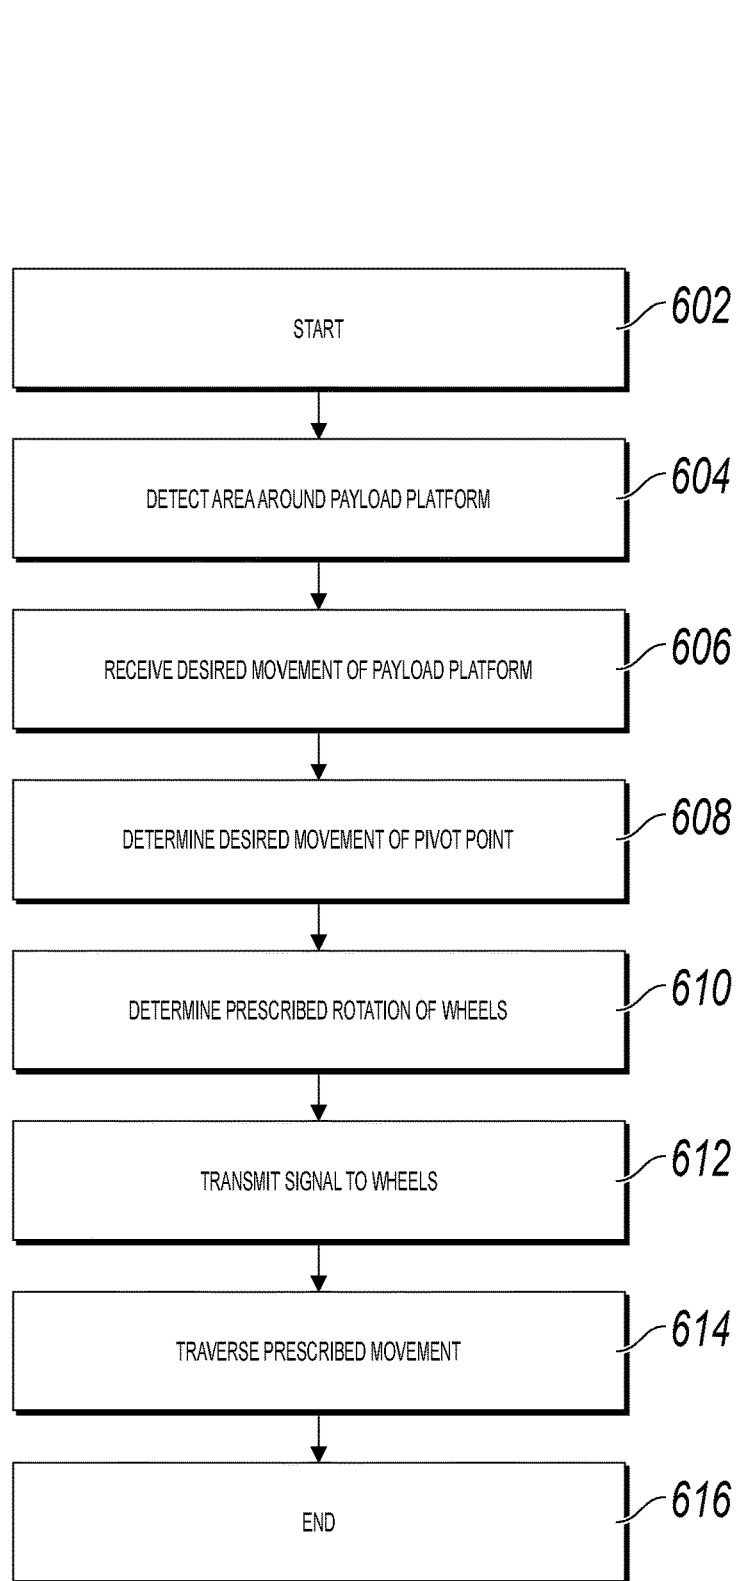 START
602
DETECT AREA AROUND PAYLOAD PLATFORM
604
RECEIVE DESIRED MOVEMENT OF PAYLOAD PLATFORM
606
DETERMINE DESIRED MOVEMENT OF PIVOT POINT
608
DETERMINE PRESCRIBED ROTATION OF WHEELS
610
TRANSMIT SIGNAL TO WHEELS
612
TRAVERSE PRESCRIBED MOVEMENT
614
END
616